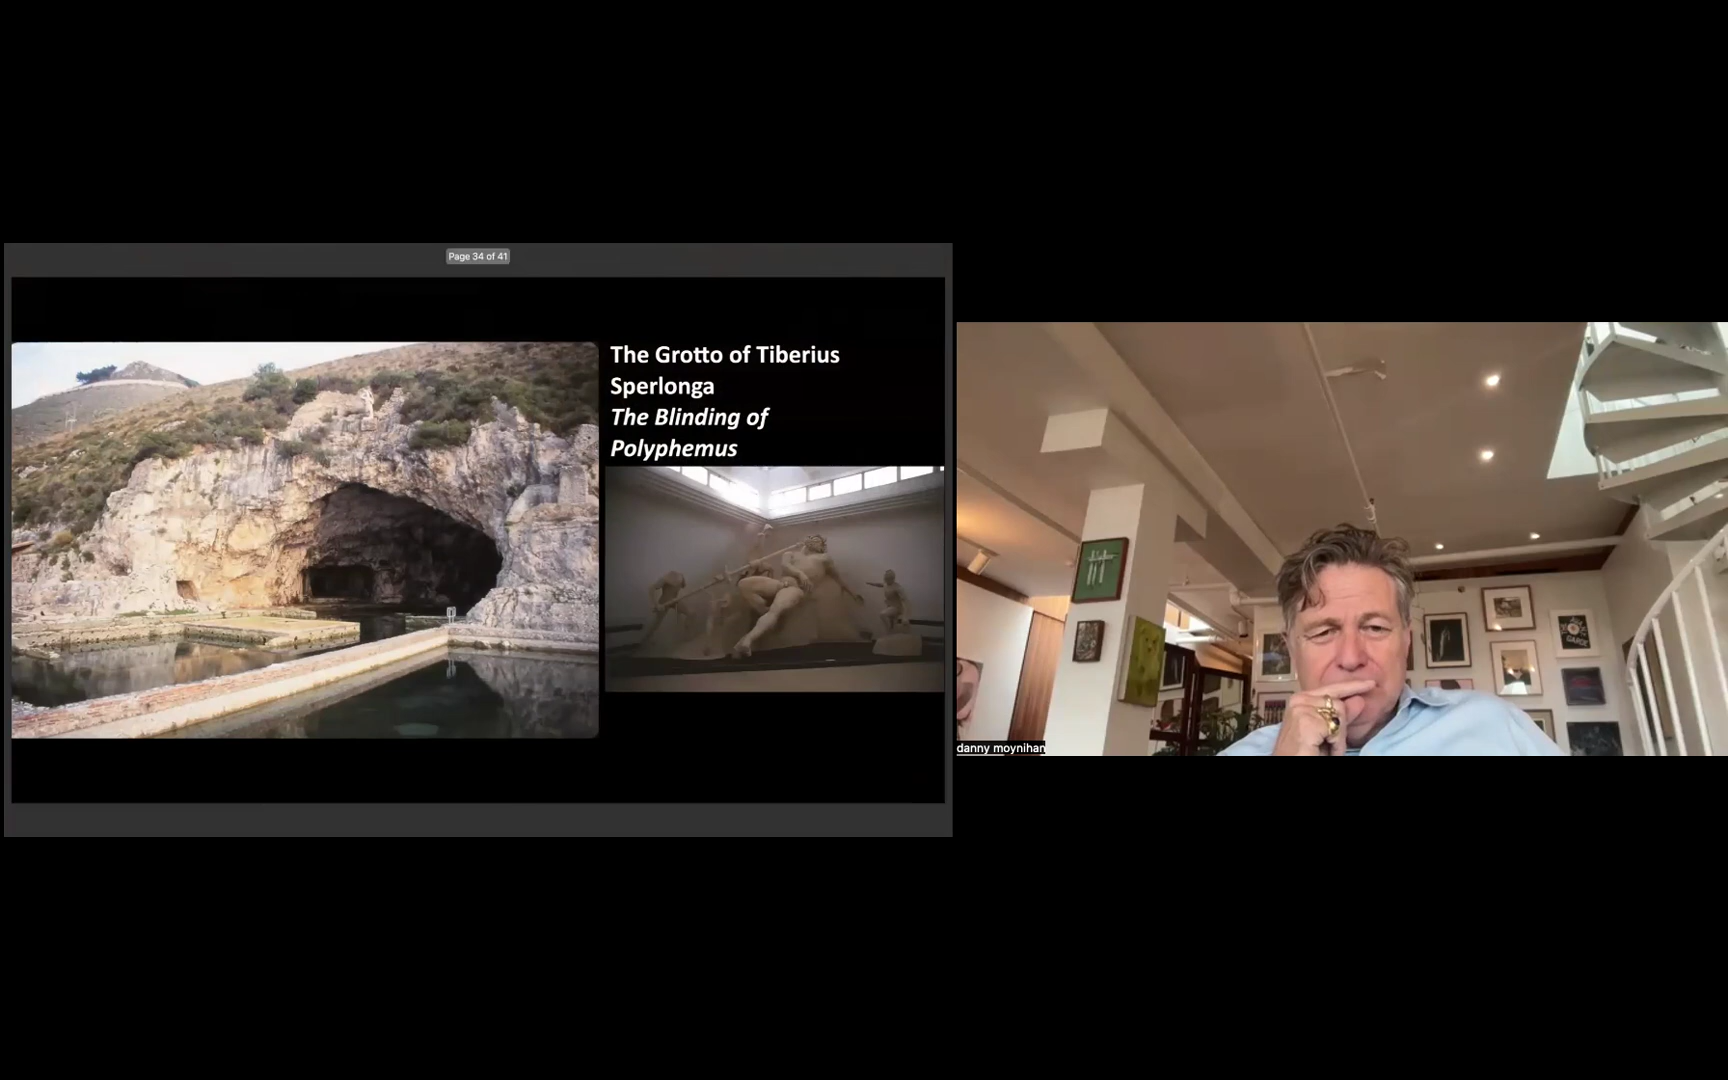 Page 34 of 41
The Grotto of Tiberius
Sperlonga
The Blinding of
Polyphemus
danny moynihan